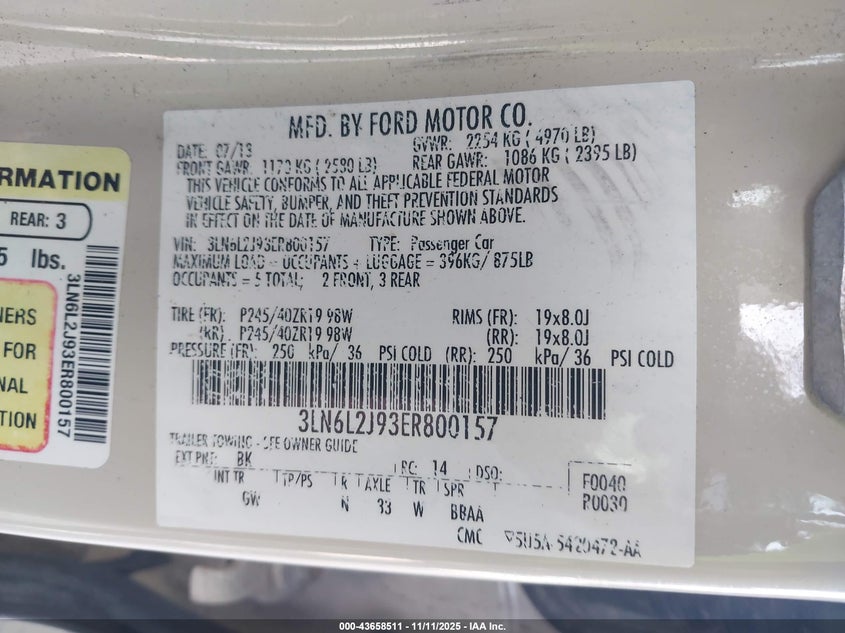 RMATION
REAR: 3
5 lbs.
NERS
FOR
NAL
TION
3LN6L2J93ER800157
MFD. BY FORD MOTOR CO.
DATE: 07/13 GVWR: 2254 KG ( 4970 LB)
FRONT GAWR: 1170 KG ( 2580 LB) REAR GAWR: 1086 KG ( 2395 LB)
THIS VEHICLE CONFORMS TO ALL APPLICABLE FEDERAL MOTOR
VEHICLE SAFETY, BUMPER, AND THEFT PREVENTION STANDARDS
IN EFFECT ON THE DATE OF MANUFACTURE SHOWN ABOVE.
VIN: 3LN6L2J93ER800157 TYPE: Passenger Car
MAXIMUM LOAD = OCCUPANTS + LUGGAGE = 396KG/ 875LB
OCCUPANTS = 5 TOTAL; 2 FRONT, 3 REAR
TIRE (FR): P245/40ZR19 98W RIMS (FR): 19x8.0J
(RR): P245/40ZR19 98W (RR): 19x8.0J
PRESSURE (FR): 250 kPa/ 36 PSI COLD (RR): 250 kPa/ 36 PSI COLD
3LN6L2J93ER800157
TRAILER TOWING - SEE OWNER GUIDE
EXT PNT: BK RC: 14 DSO: F0040
INT TR TP/PS R AXLE TR SPR R0030
GW N 33 W BBAA
CMC 5U5A-5420472-AA
000-43658511 - 11/11/2025 - IAA Inc.